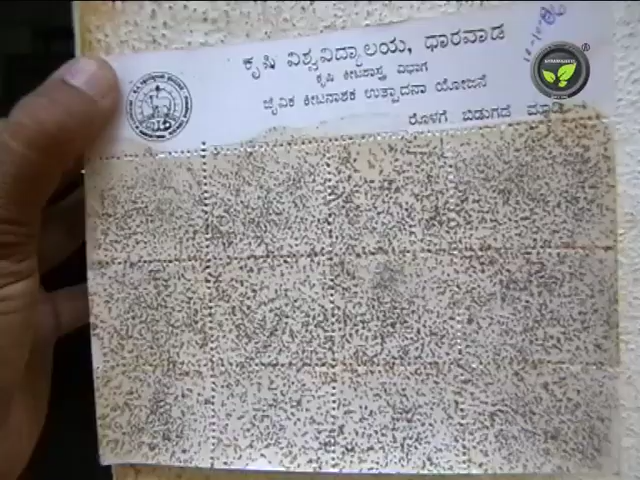 ಕೃಷಿ ವಿಶ್ವವಿದ್ಯಾಲಯ, ಧಾರವಾಡ
ಕೃಷಿ ಕೀಟಶಾಸ್ತ್ರ ವಿಭಾಗ
ಜೈವಿಕ ಕೀಟನಾಶಕ ಉತ್ಪಾದನಾ ಯೋಜನೆ
ರೊಳಗೆ ಬಿಡುಗಡೆ